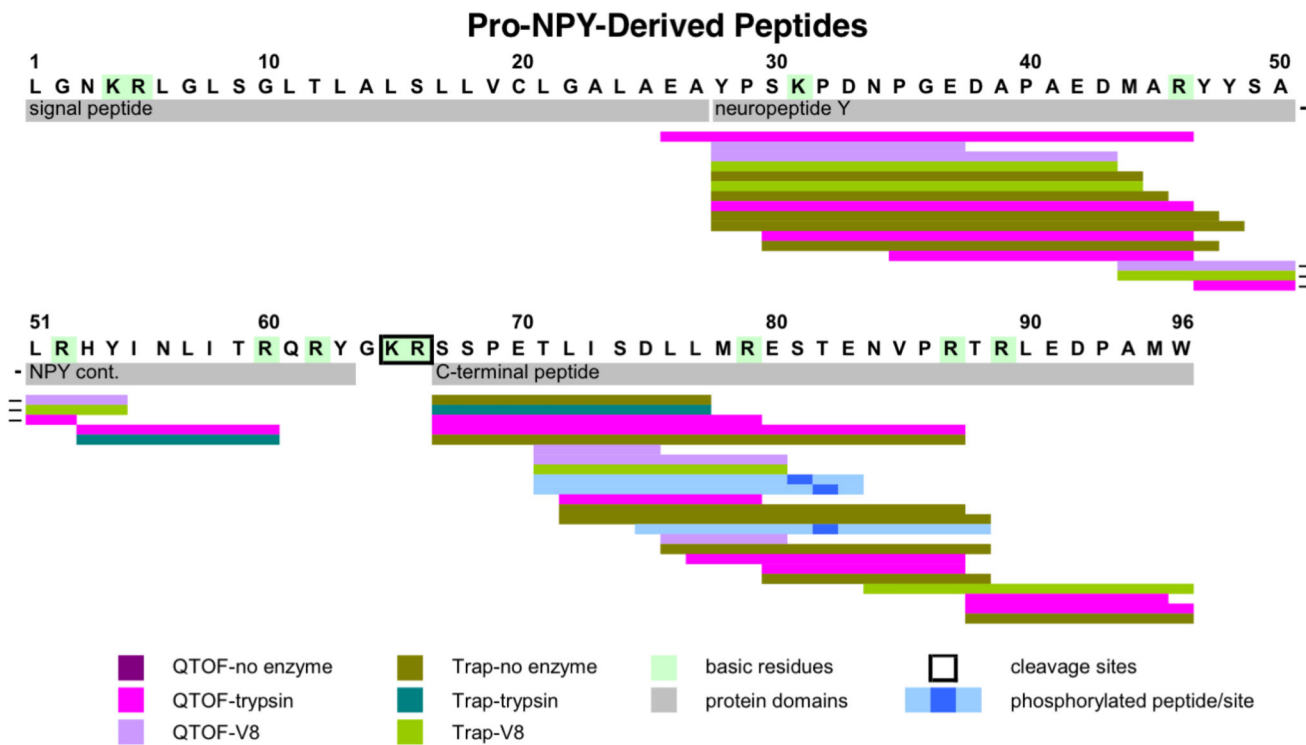 Pro-NPY-Derived Peptides
1 10 20 30 40 50
L G N K R L G L S G L T L A L S L L V C L G A L A E A Y P S K P D N P G E D A P A E D M A R Y Y S A
signal peptide neuropeptide Y -
51 60 70 80 90 96
L R H Y I N L I T R Q R Y G K R S S P E T L I S D L L M R E S T E N V P R T R L E D P A M W
- NPY cont. C-terminal peptide
QTOF-no enzyme Trap-no enzyme basic residues cleavage sites
QTOF-trypsin Trap-trypsin protein domains phosphorylated peptide/site
QTOF-V8 Trap-V8